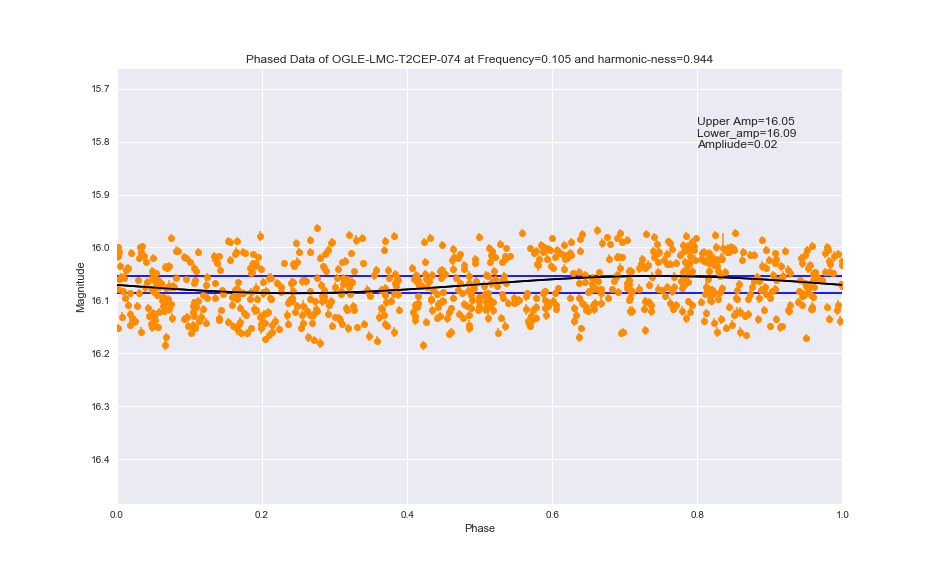 Phased Data of OGLE-LMC-T2CEP-074 at Frequency=0.105 and harmonic-ness=0.944
15.7
Upper Amp=16.05
Lower_amp=16.09
Ampliude=0.02
15.8
15.9
16.0
Magnitude
16.1
16.2
16.3
16.4
0.0 0.2 0.4 0.6 0.8 1.0
Phase